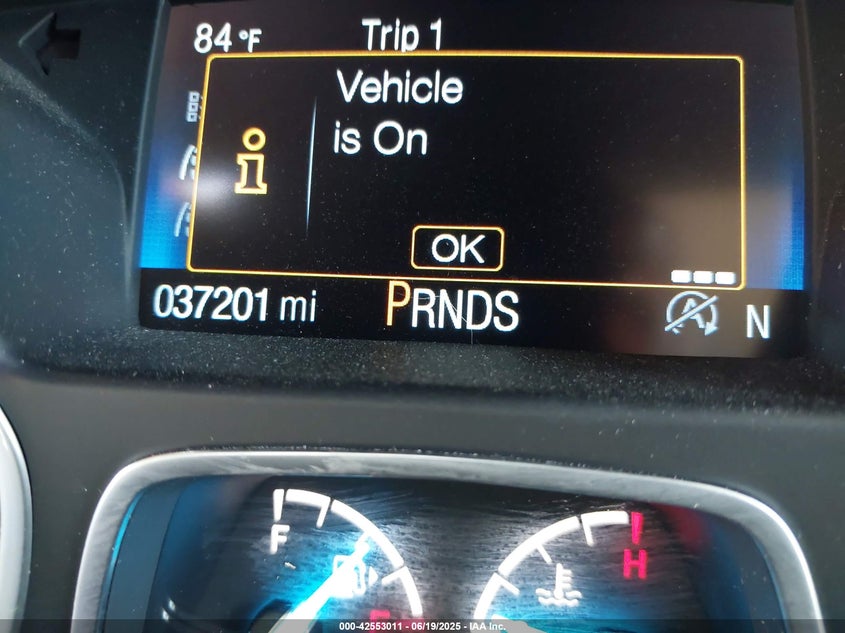 84 °F Trip 1
Vehicle
is On
OK
037201 mi PRNDS A N
F
H
E
000-42553011 - 06/19/2025 - IAA Inc.